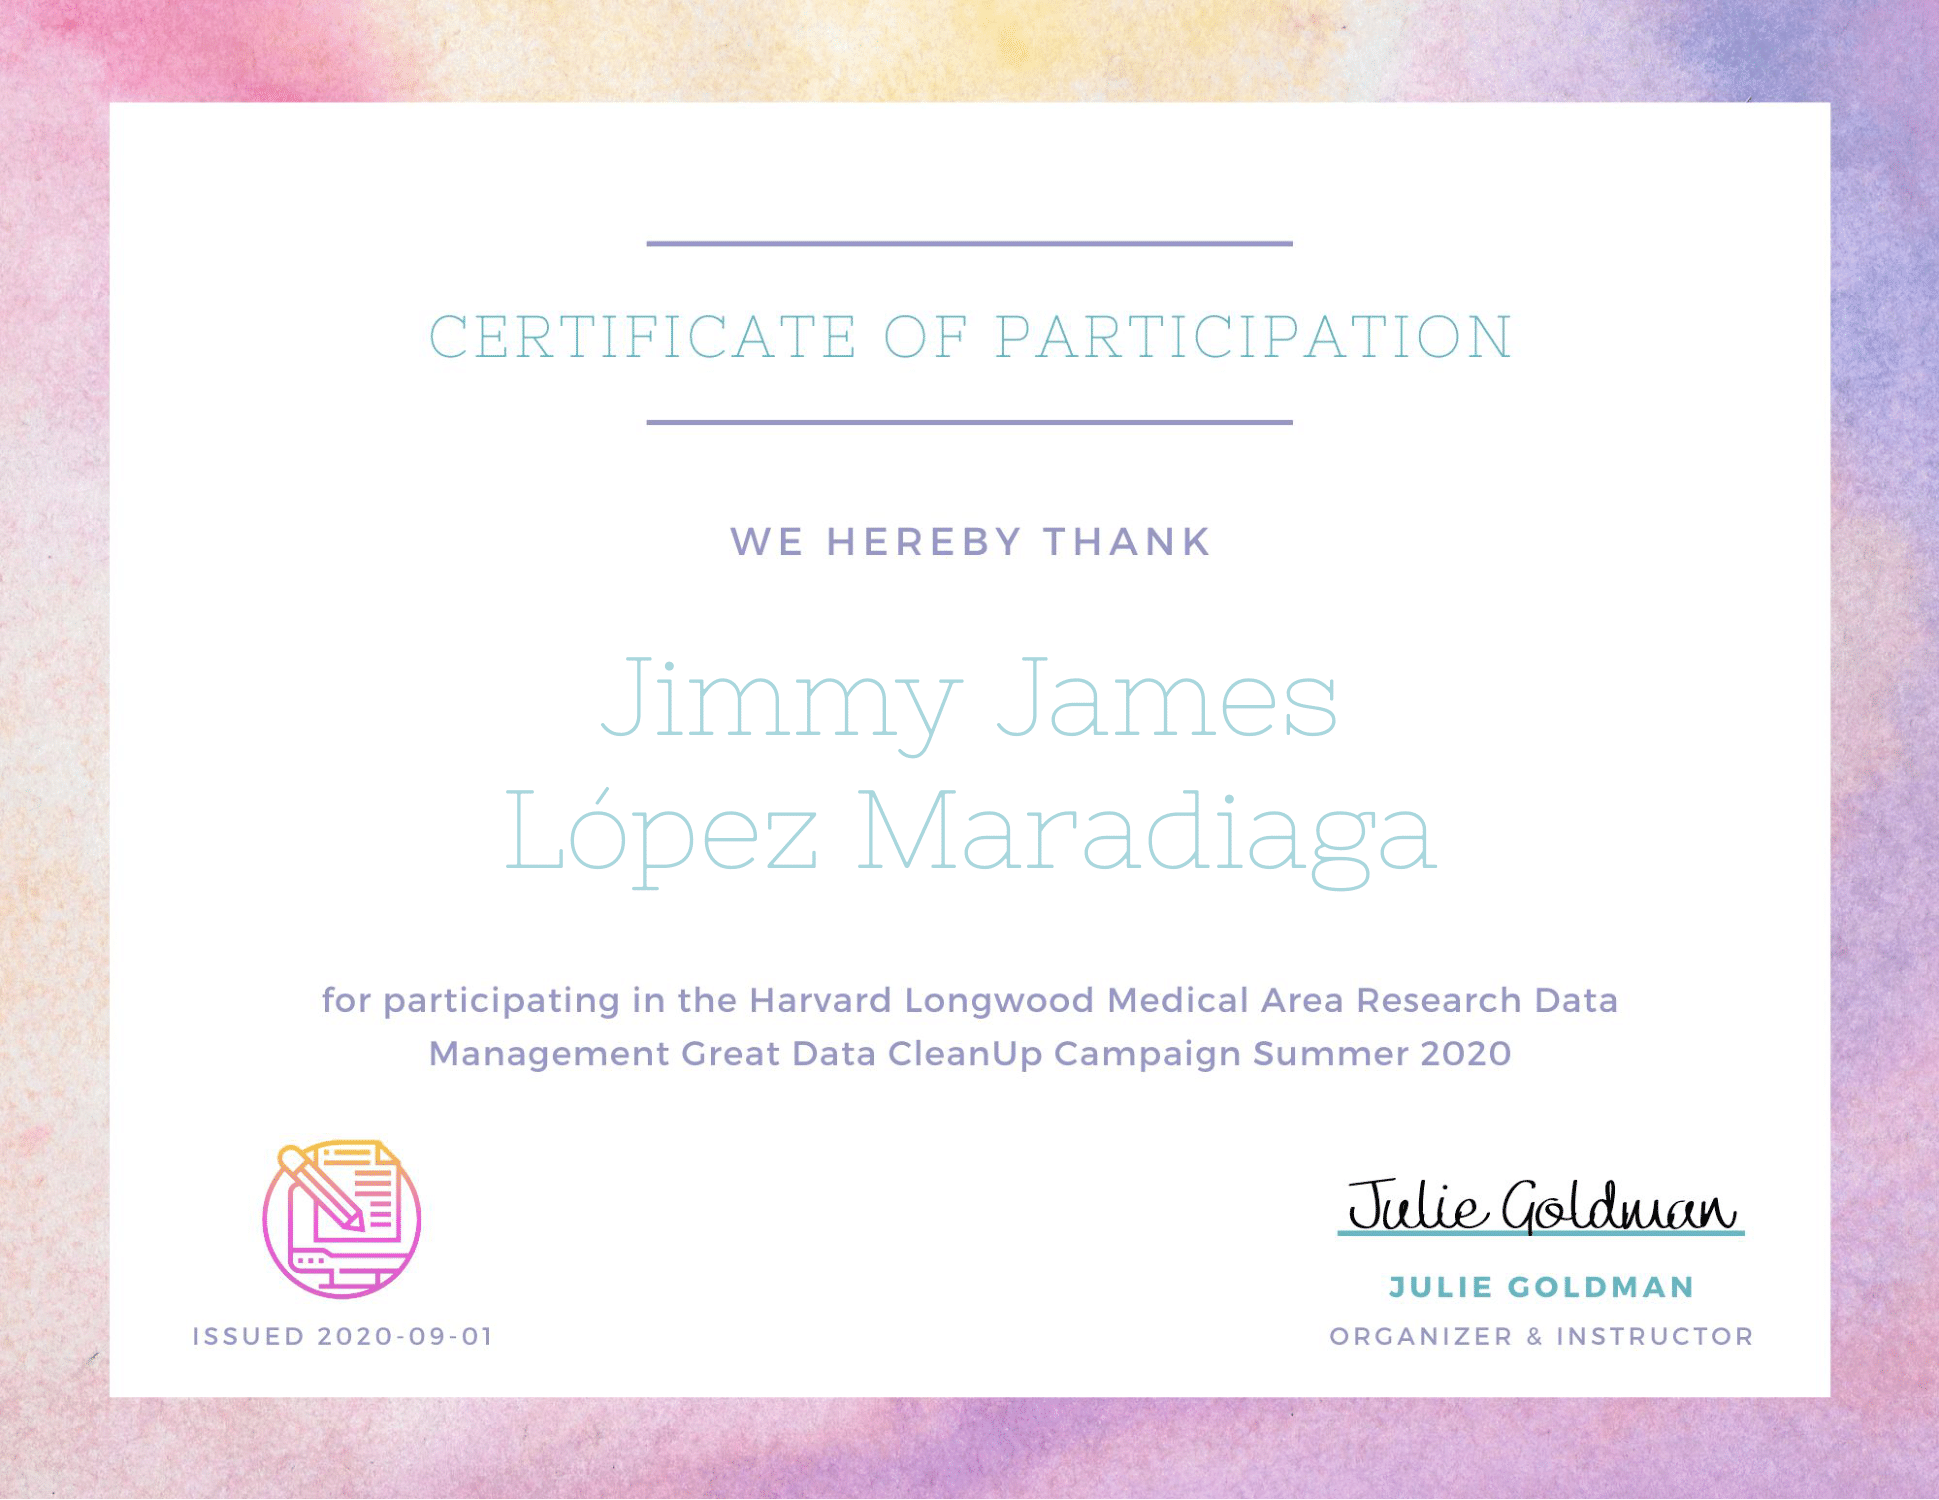 CERTIFICATE OF PARTICIPATION
WE HEREBY THANK
Jimmy James
López Maradiaga
for participating in the Harvard Longwood Medical Area Research Data
Management Great Data CleanUp Campaign Summer 2020
ISSUED 2020-09-01
Julie Goldman
JULIE GOLDMAN
ORGANIZER & INSTRUCTOR